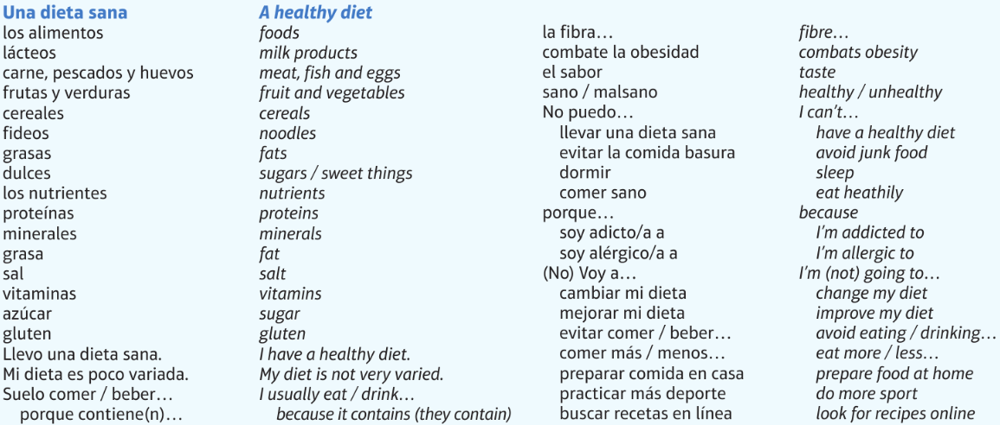 Una dieta sana A healthy diet
los alimentos foods
lácteos milk products
carne, pescados y huevos meat, fish and eggs
frutas y verduras fruit and vegetables
cereales cereals
fideos noodles
grasas fats
dulces sugars / sweet things
los nutrientes nutrients
proteínas proteins
minerales minerals
grasa fat
sal salt
vitaminas vitamins
azúcar sugar
gluten gluten
Llevo una dieta sana. I have a healthy diet.
Mi dieta es poco variada. My diet is not very varied.
Suelo comer / beber… I usually eat / drink…
porque contiene(n)… because it contains (they contain)
la fibra… fibre…
combate la obesidad combats obesity
el sabor taste
sano / malsano healthy / unhealthy
No puedo… I can't…
llevar una dieta sana have a healthy diet
evitar la comida basura avoid junk food
dormir sleep
comer sano eat heathily
porque… because
soy adicto/a a I'm addicted to
soy alérgico/a a I'm allergic to
(No) Voy a… I'm (not) going to…
cambiar mi dieta change my diet
mejorar mi dieta improve my diet
evitar comer / beber… avoid eating / drinking…
comer más / menos… eat more / less…
preparar comida en casa prepare food at home
practicar más deporte do more sport
buscar recetas en línea look for recipes online